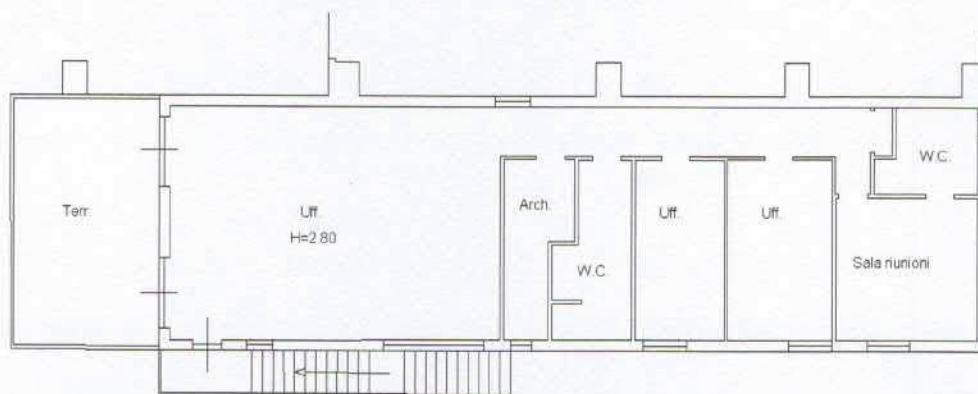 W.C.
Terr.
Uff.
H=2.80
Arch.
Uff.
Uff.
W.C.
Sala riunioni